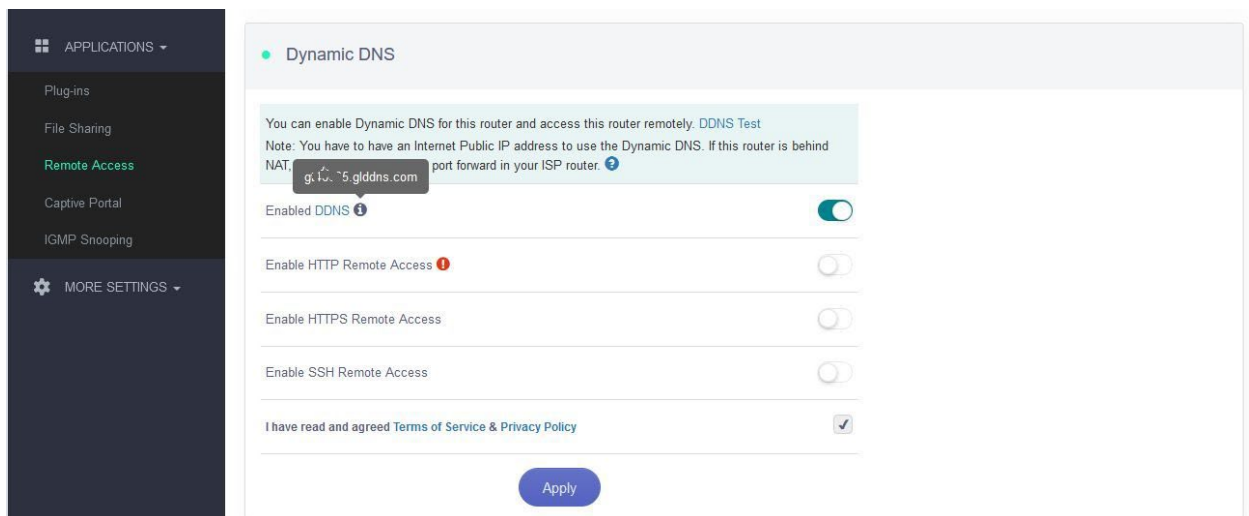 APPLICATIONS
Plug-ins
File Sharing
Remote Access
Captive Portal
IGMP Snooping
MORE SETTINGS
Dynamic DNS
You can enable Dynamic DNS for this router and access this router remotely. DDNS Test
Note: You have to have an Internet Public IP address to use the Dynamic DNS. If this router is behind
NAT, port forward in your ISP router.
Enabled DDNS
Enable HTTP Remote Access
Enable HTTPS Remote Access
Enable SSH Remote Access
I have read and agreed Terms of Service & Privacy Policy
Apply